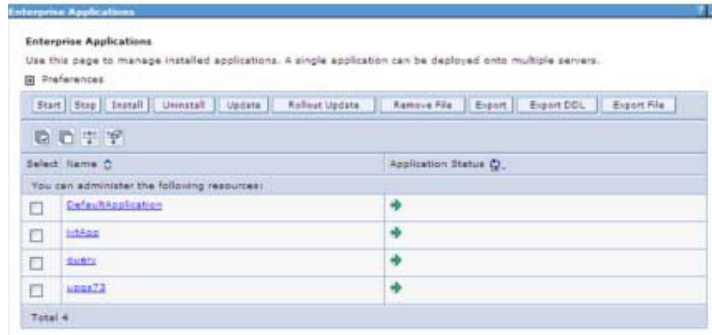 Enterprise Applications
Enterprise Applications
Use this page to manage installed applications. A single application can be deployed onto multiple servers.
Preferences
Start Stop Install Uninstall Update Rollout Update Remove File Export Export DDL Export File
Select Name Application Status
You can administer the following resources:
DefaultApplication
ivtApp
query
Total 4